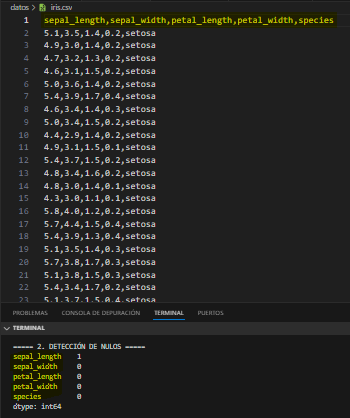 datos > iris.csv
1 sepal_length,sepal_width,petal_length,petal_width,species
2 5.1,3.5,1.4,0.2,setosa
3 4.9,3.0,1.4,0.2,setosa
4 4.7,3.2,1.3,0.2,setosa
5 4.6,3.1,1.5,0.2,setosa
6 5.0,3.6,1.4,0.2,setosa
7 5.4,3.9,1.7,0.4,setosa
8 4.6,3.4,1.4,0.3,setosa
9 5.0,3.4,1.5,0.2,setosa
10 4.4,2.9,1.4,0.2,setosa
11 4.9,3.1,1.5,0.1,setosa
12 5.4,3.7,1.5,0.2,setosa
13 4.8,3.4,1.6,0.2,setosa
14 4.8,3.0,1.4,0.1,setosa
15 4.3,3.0,1.1,0.1,setosa
16 5.8,4.0,1.2,0.2,setosa
17 5.7,4.4,1.5,0.4,setosa
18 5.4,3.9,1.3,0.4,setosa
19 5.1,3.5,1.4,0.3,setosa
20 5.7,3.8,1.7,0.3,setosa
21 5.1,3.8,1.5,0.3,setosa
22 5.4,3.4,1.7,0.2,setosa
23 5.1,3.7,1.5,0.4,setosa
PROBLEMAS CONSOLA DE DEPURACIÓN TERMINAL PUERTOS
TERMINAL
===== 2. DETECCIÓN DE NULOS =====
sepal_length 1
sepal_width 0
petal_length 0
petal_width 0
species 0
dtype: int64